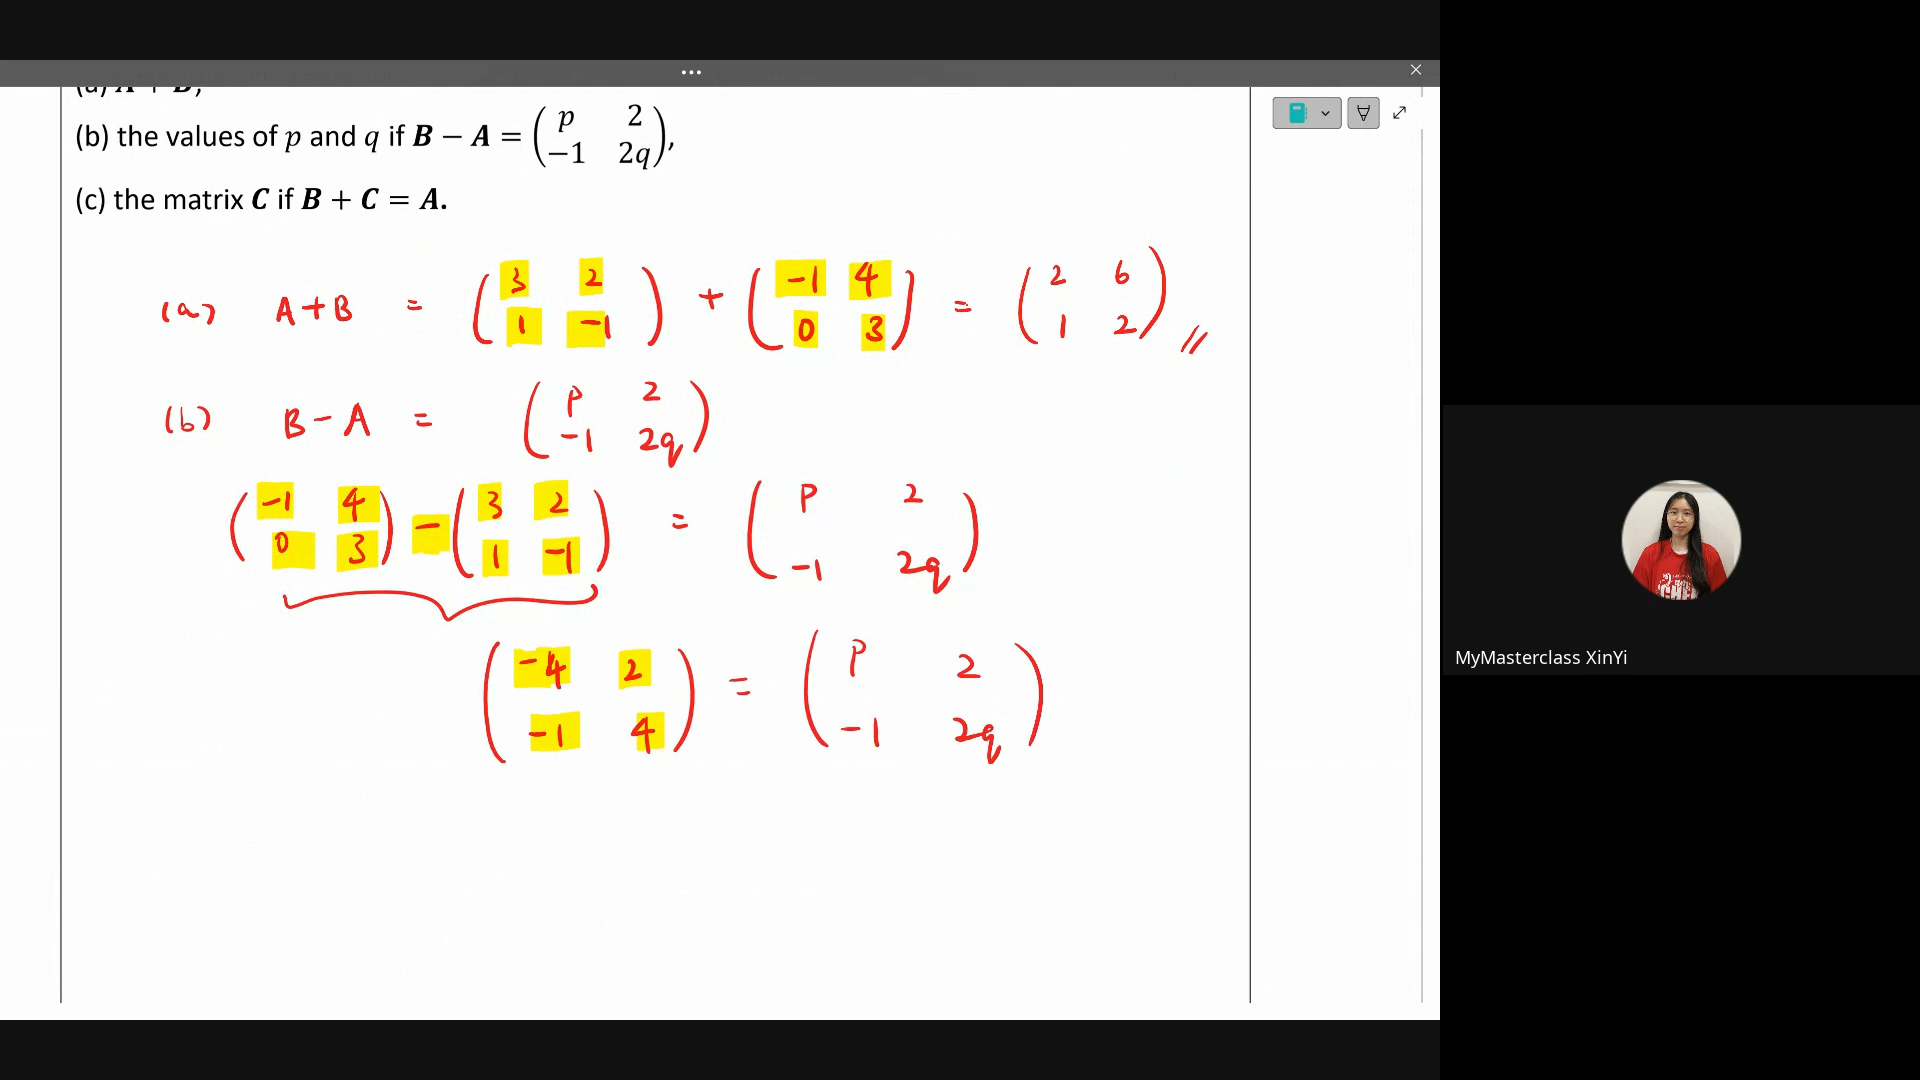 (a) A + B,
(b) the values of p and q if B − A = (p 2
−1 2q),
(c) the matrix C if B + C = A.
(a) A + B = (3 2
1 −1) + (−1 4
0 3) = (2 6
1 2) //
(b) B − A = (p 2
−1 2q)
(−1 4
0 3) − (3 2
1 −1) = (p 2
−1 2q)
(−4 2
−1 4) = (p 2
−1 2q)
MyMasterclass XinYi